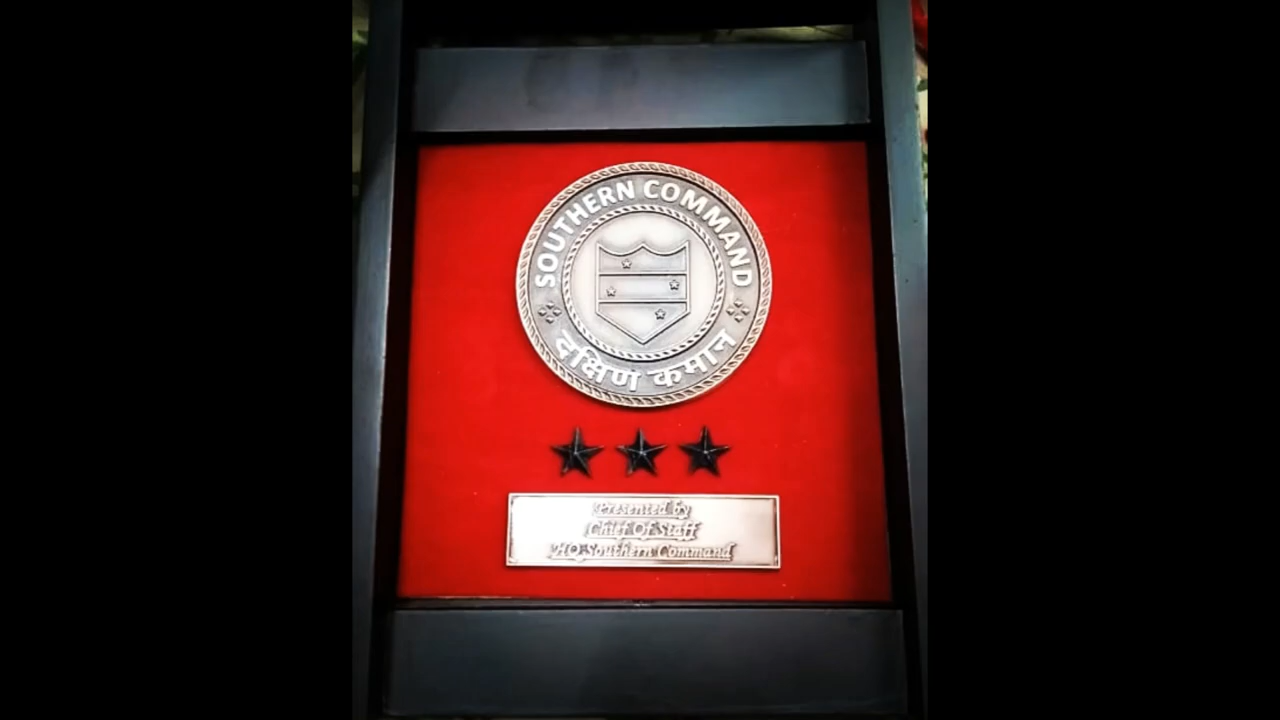 SOUTHERN COMMAND
दक्षिण कमान
Presented by
Chief Of Staff
HQ Southern Command